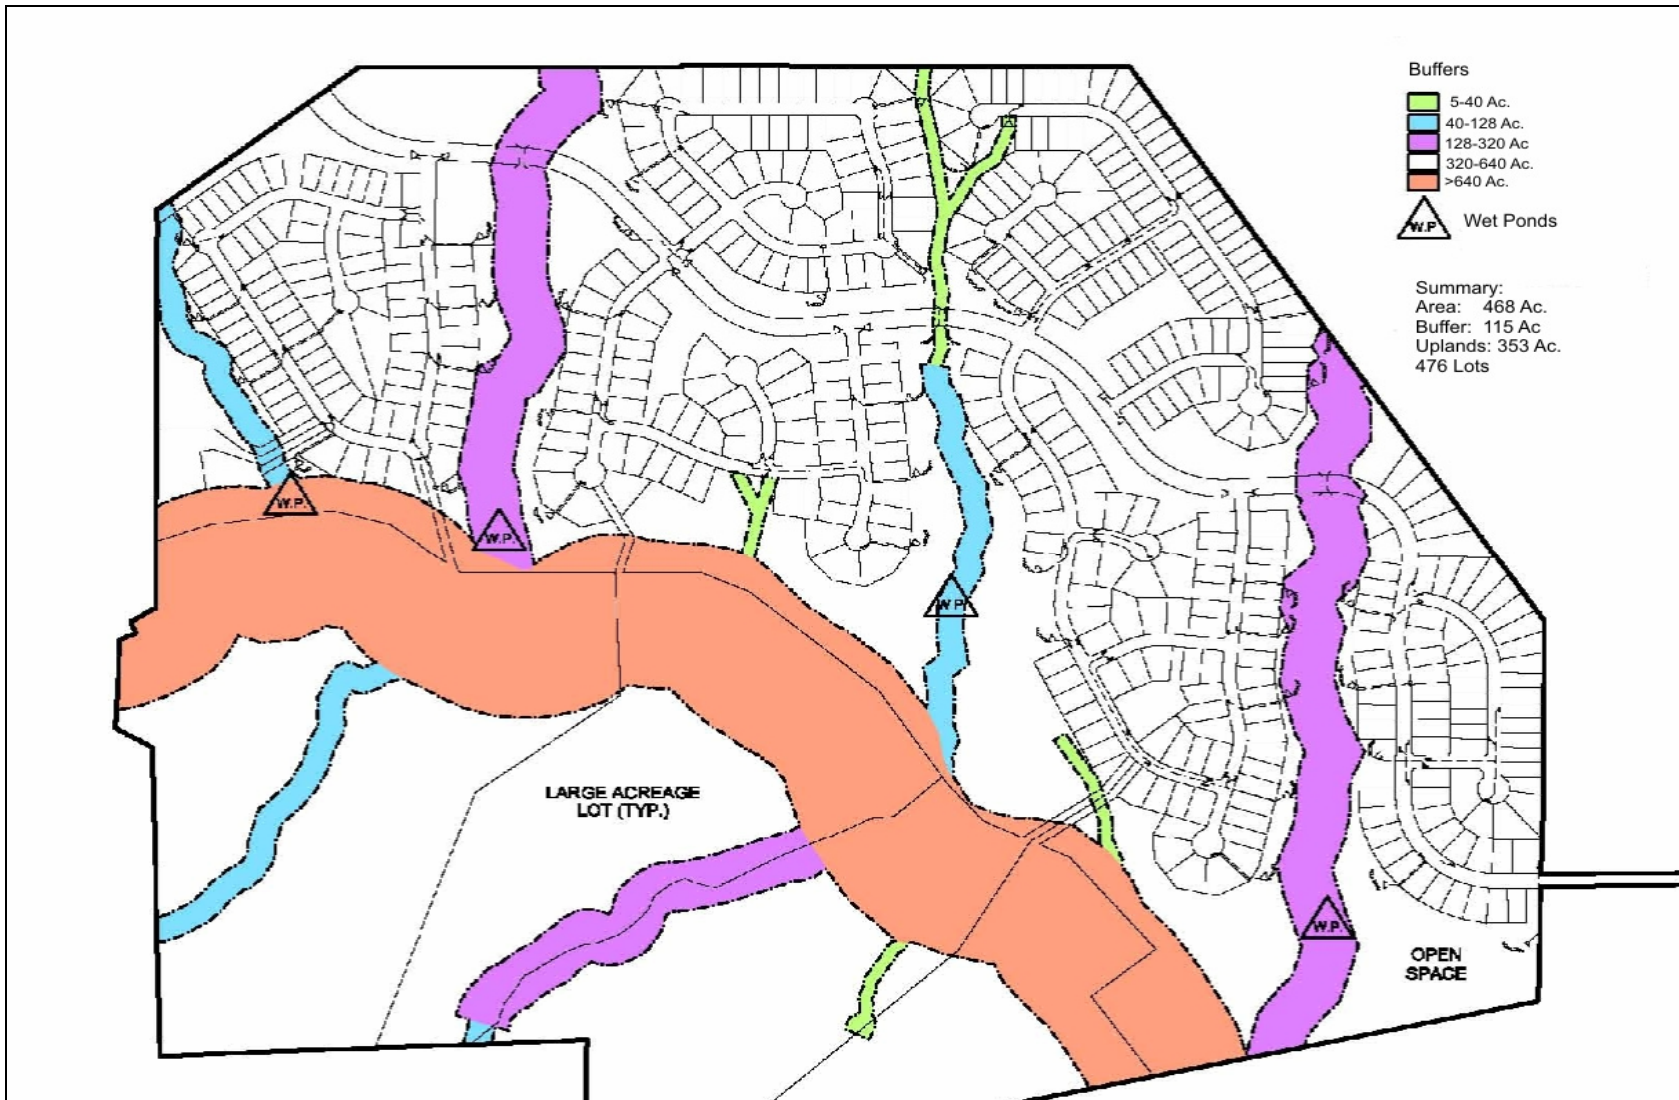 Buffers
5-40 Ac.
40-128 Ac.
128-320 Ac
320-640 Ac.
>640 Ac.
W.P
Wet Ponds
Summary:
Area: 468 Ac.
Buffer: 115 Ac
Uplands: 353 Ac.
476 Lots
W.P.
W.P.
W.P
LARGE ACREAGE
LOT (TYP.)
W.P.
OPEN
SPACE